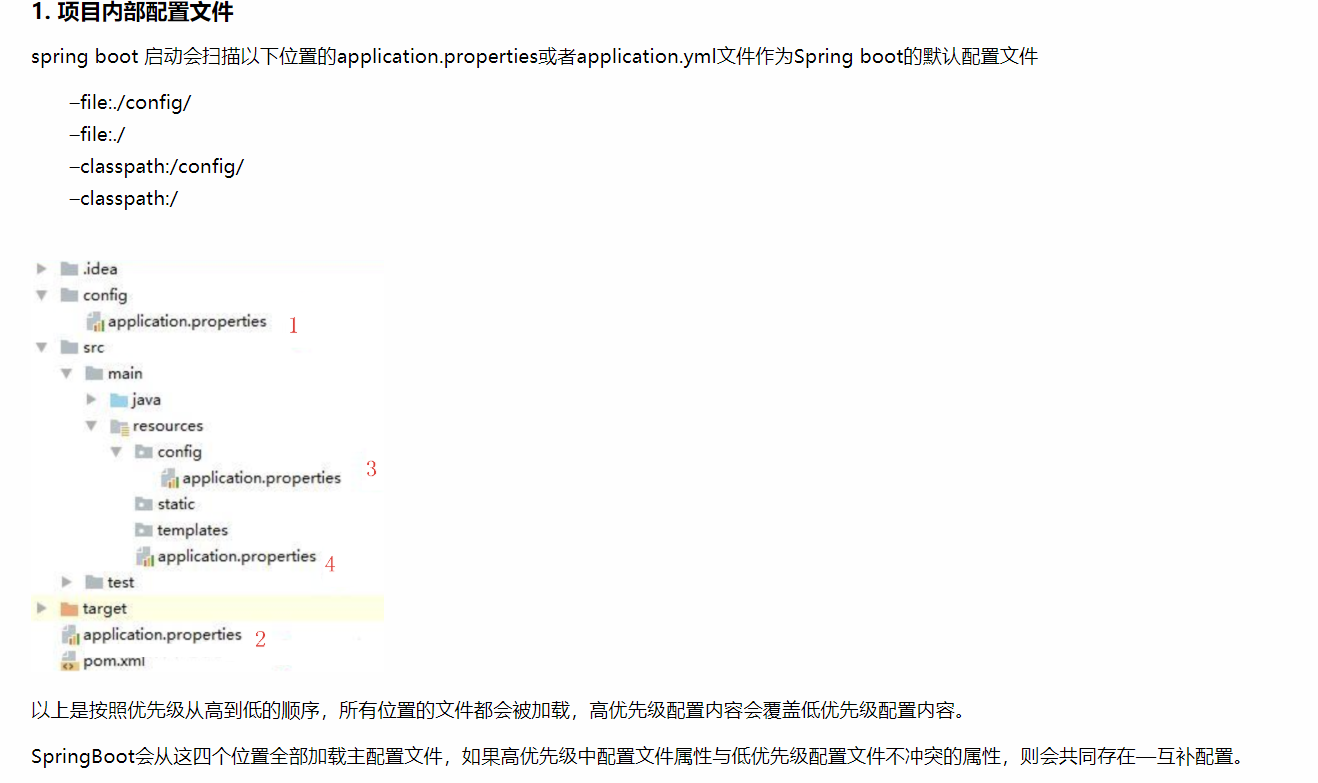 1. 项目内部配置文件
spring boot 启动会扫描以下位置的application.properties或者application.yml文件作为Spring boot的默认配置文件
–file:./config/
–file:./
–classpath:/config/
–classpath:/
.idea
config
application.properties 1
src
main
java
resources
config
application.properties 3
static
templates
application.properties 4
test
target
application.properties 2
pom.xml
以上是按照优先级从高到低的顺序，所有位置的文件都会被加载，高优先级配置内容会覆盖低优先级配置内容。
SpringBoot会从这四个位置全部加载主配置文件，如果高优先级中配置文件属性与低优先级配置文件不冲突的属性，则会共同存在—互补配置。